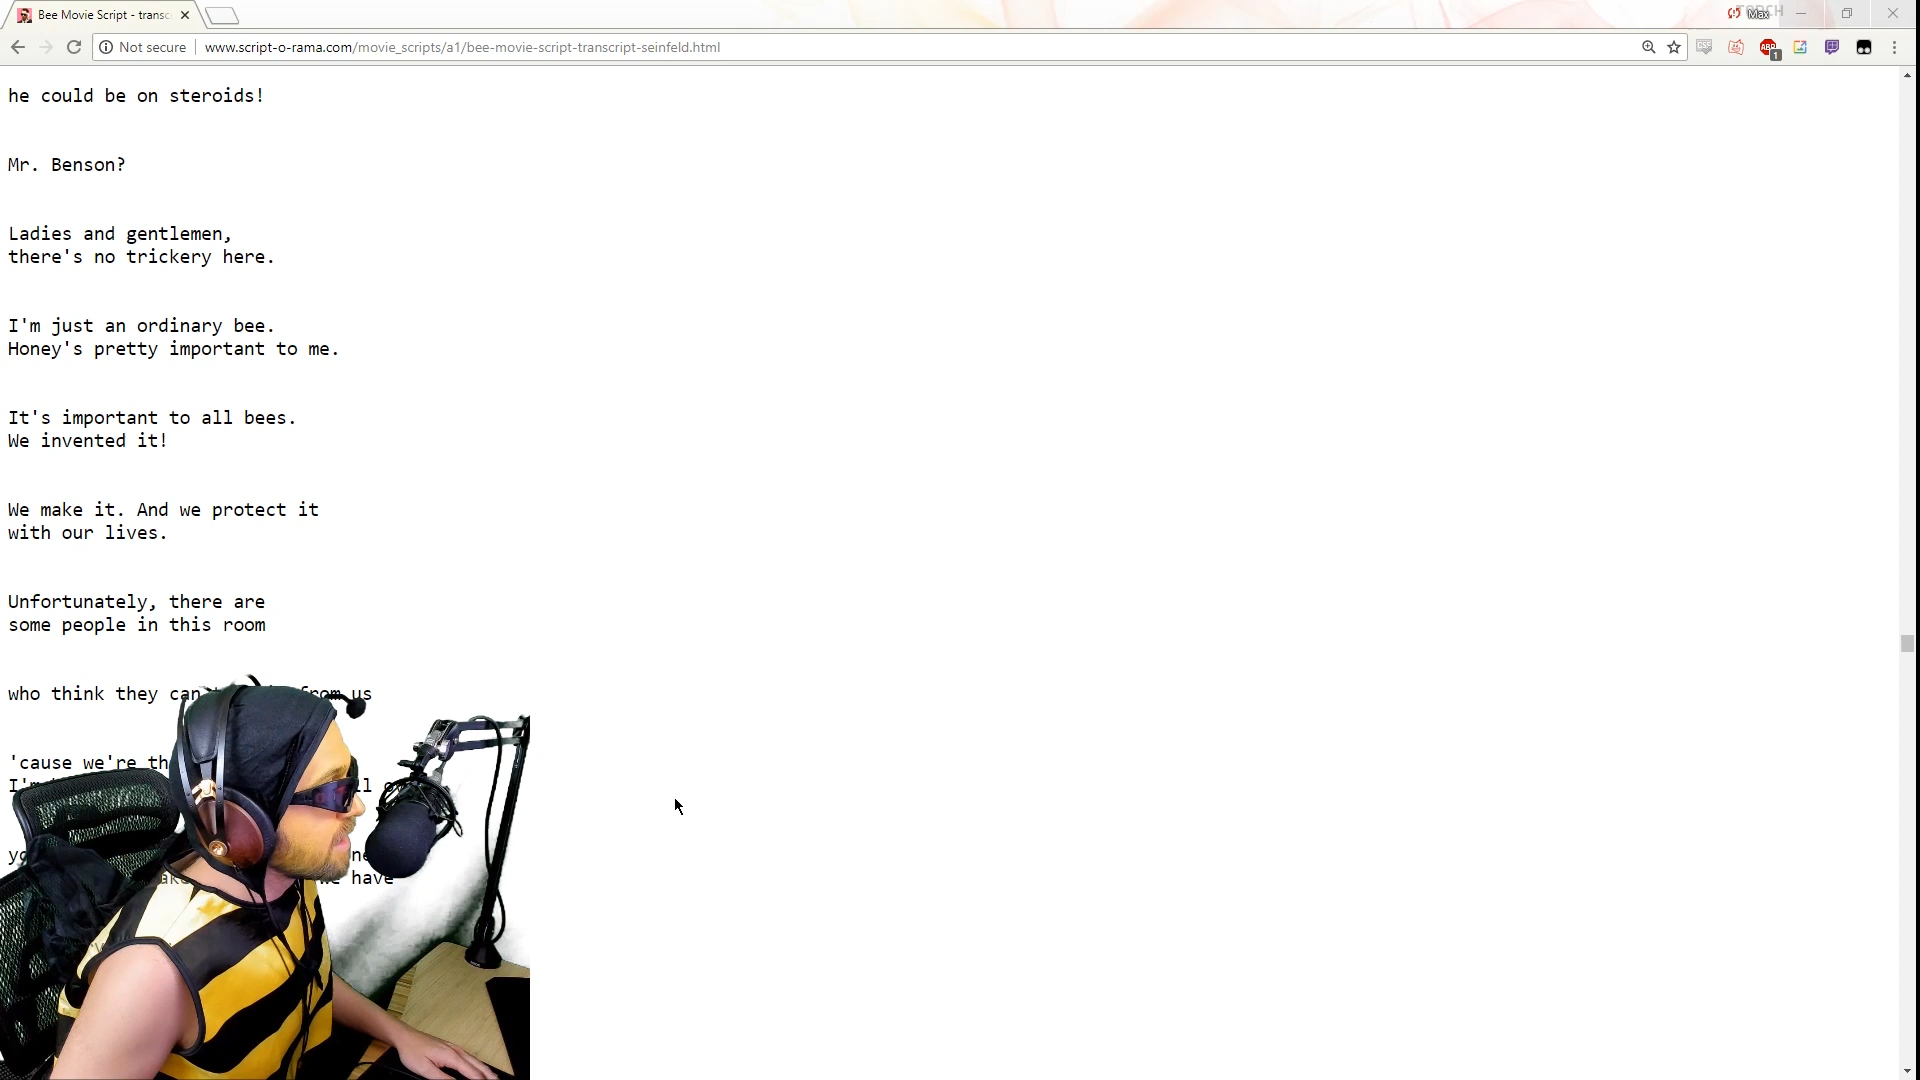 Bee Movie Script - transc
Max
Not secure
www.script-o-rama.com/movie_scripts/a1/bee-movie-script-transcript-seinfeld.html
ABP
1
he could be on steroids!
Mr. Benson?
Ladies and gentlemen,
there's no trickery here.
I'm just an ordinary bee.
Honey's pretty important to me.
It's important to all bees.
We invented it!
We make it. And we protect it
with our lives.
Unfortunately, there are
some people in this room
who think they can from us
'cause we're th
have